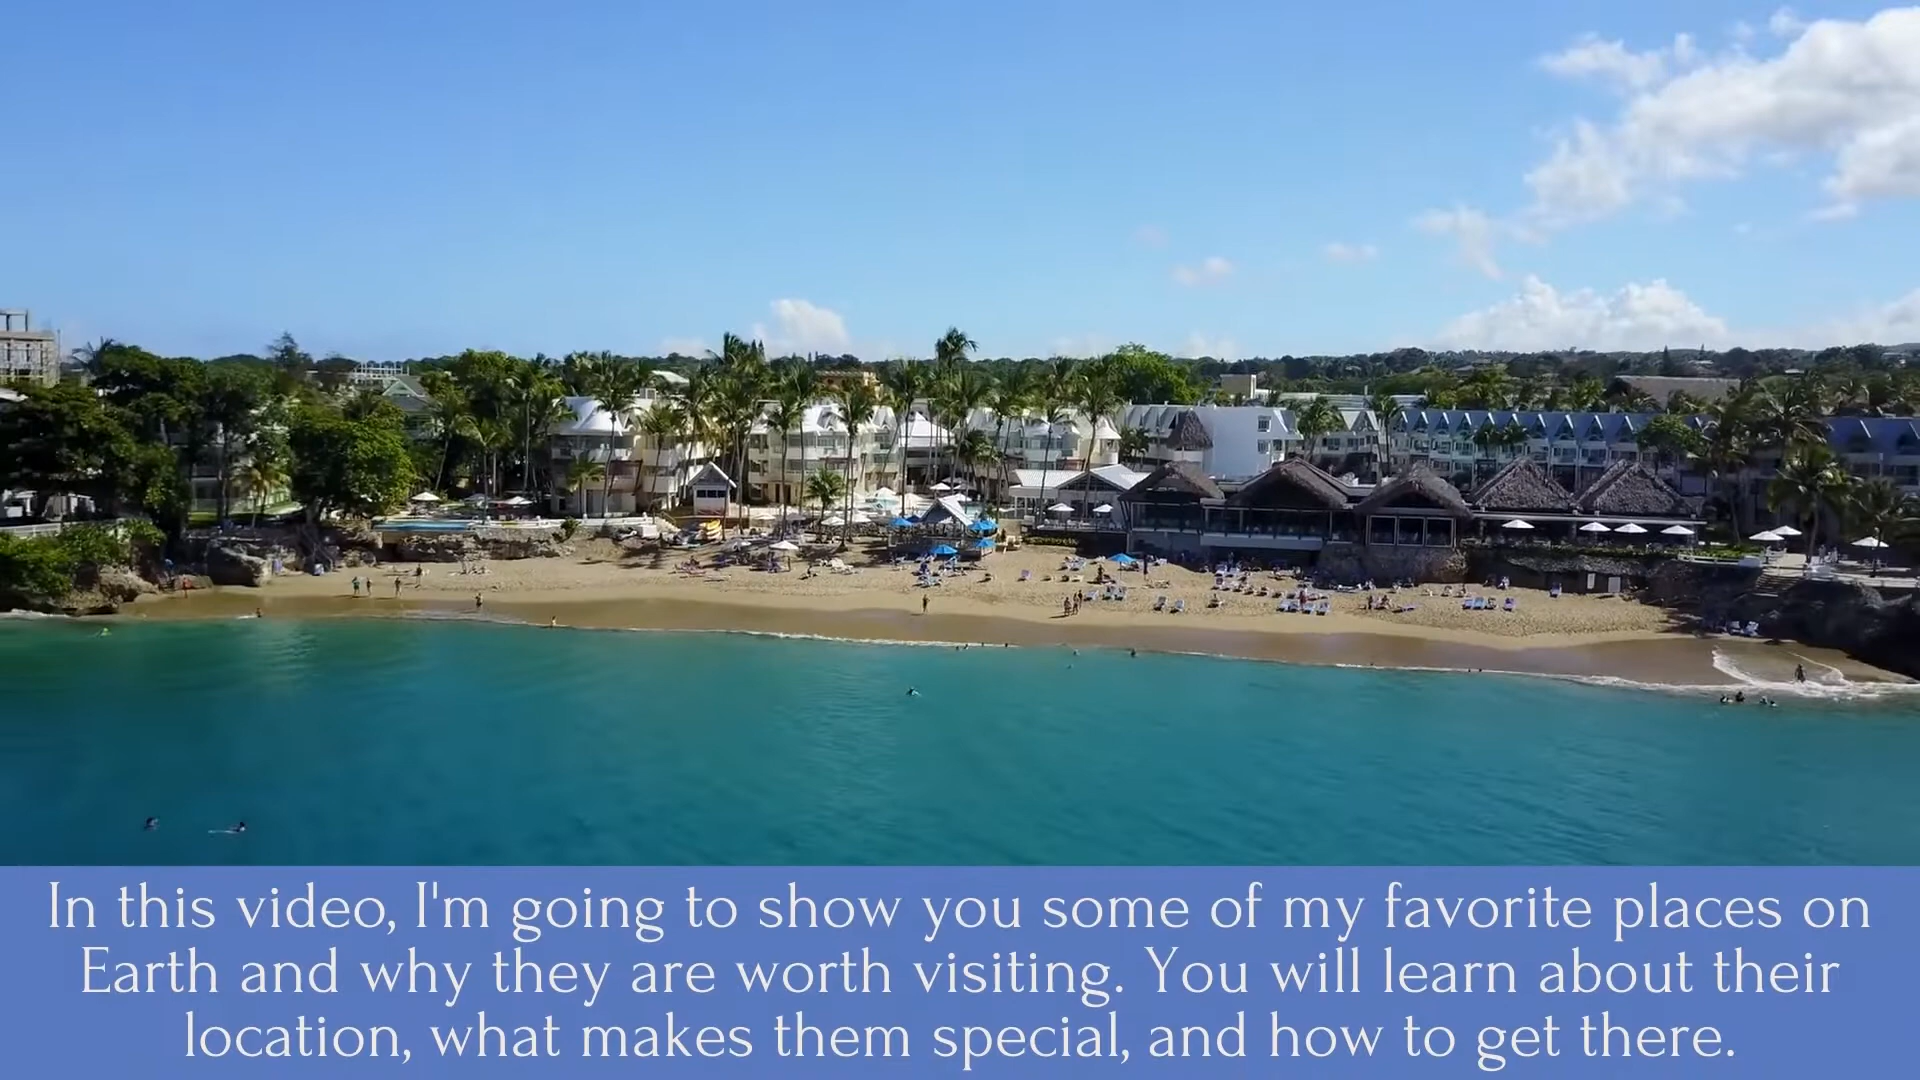 In this video, I'm going to show you some of my favorite places on
Earth and why they are worth visiting. You will learn about their
location, what makes them special, and how to get there.